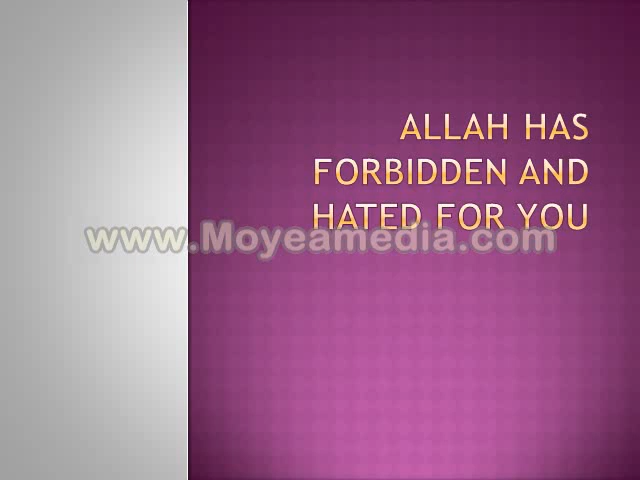 ALLAH HAS
FORBIDDEN AND
HATED FOR YOU
www.Moyeamedia.com